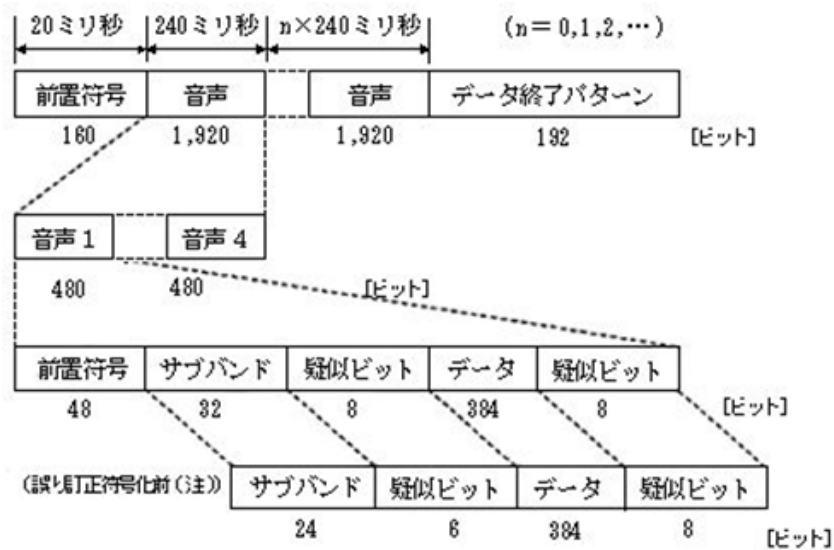 20ミリ秒 240ミリ秒 n×240ミリ秒 (n＝0,1,2,…)
前置符号 音声 音声 データ終了パターン
160 1,920 1,920 192 [ビット]
音声1 音声4
480 480 [ビット]
前置符号 サブバンド 疑似ビット データ 疑似ビット
48 32 8 384 8 [ビット]
(誤り訂正符号化前(注)) サブバンド 疑似ビット データ 疑似ビット
24 6 384 8 [ビット]